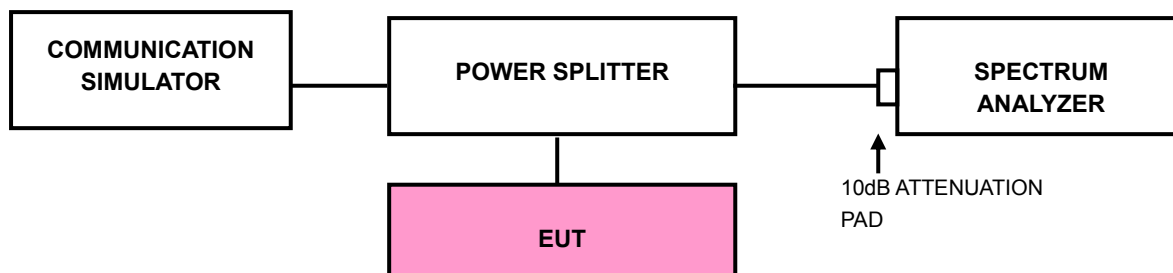 COMMUNICATION
SIMULATOR
POWER SPLITTER
SPECTRUM
ANALYZER
10dB ATTENUATION
PAD
EUT